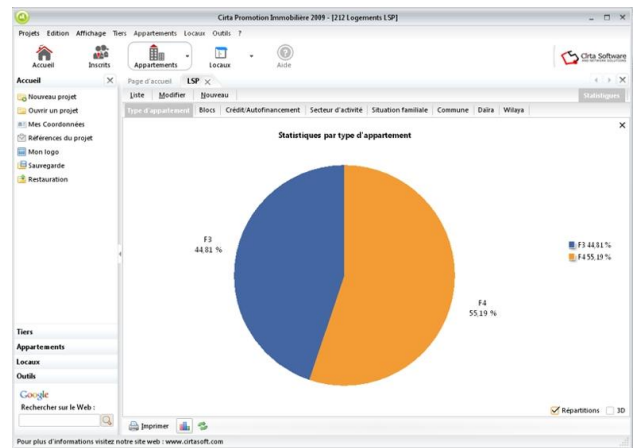 Cirta Promotion Immobilière 2009 - [212 Logements LSP]
Projets Edition Affichage Tiers Appartements Locaux Outils ?
Accueil Inscrits Appartements Locaux Aide
Cirta Software
Accueil
Page d'accueil LSP
Liste Modifier Nouveau Statistiques
Type d'appartement Blocs Crédit/Autofinancement Secteur d'activité Situation familiale Commune Daïra Wilaya
Nouveau projet
Ouvrir un projet
Mes Coordonnées
Références du projet
Mon logo
Sauvegarde
Restauration
Statistiques par type d'appartement
F3
44,81 %
F4
55,19 %
F3 44,81 %
F4 55,19 %
Tiers
Appartements
Locaux
Outils
Google
Rechercher sur le Web :
Répartitions 3D
Imprimer
Pour plus d'informations visitez notre site web : www.cirtasoft.com